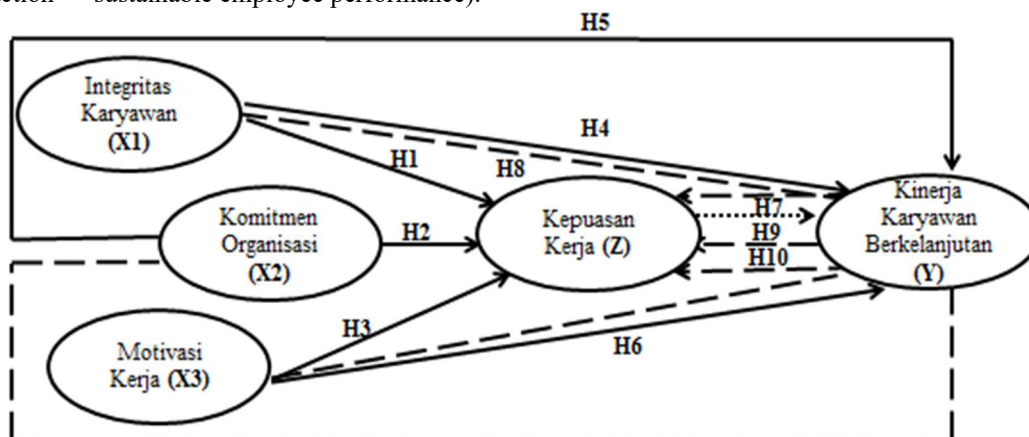 sustainable employee performance).
H5
Integritas
Karyawan
(X1)
H4
H1
H8
Komitmen
Organisasi
(X2)
H2
Kepuasan
Kerja (Z)
H7
H9
H10
Kinerja
Karyawan
Berkelanjutan
(Y)
H3
Motivasi
Kerja (X3)
H6